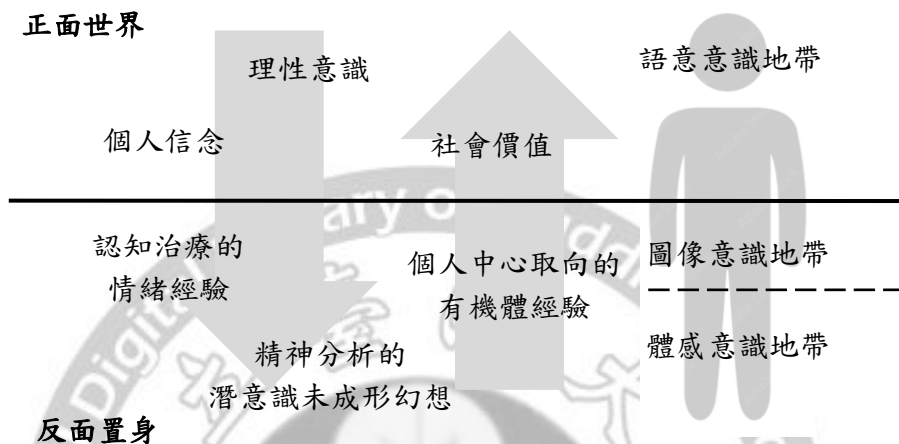 正面世界
理性意識
語意意識地帶
個人信念
社會價值
認知治療的
情緒經驗
個人中心取向的
有機體經驗
圖像意識地帶
精神分析的
潛意識未成形幻想
體感意識地帶
反面置身